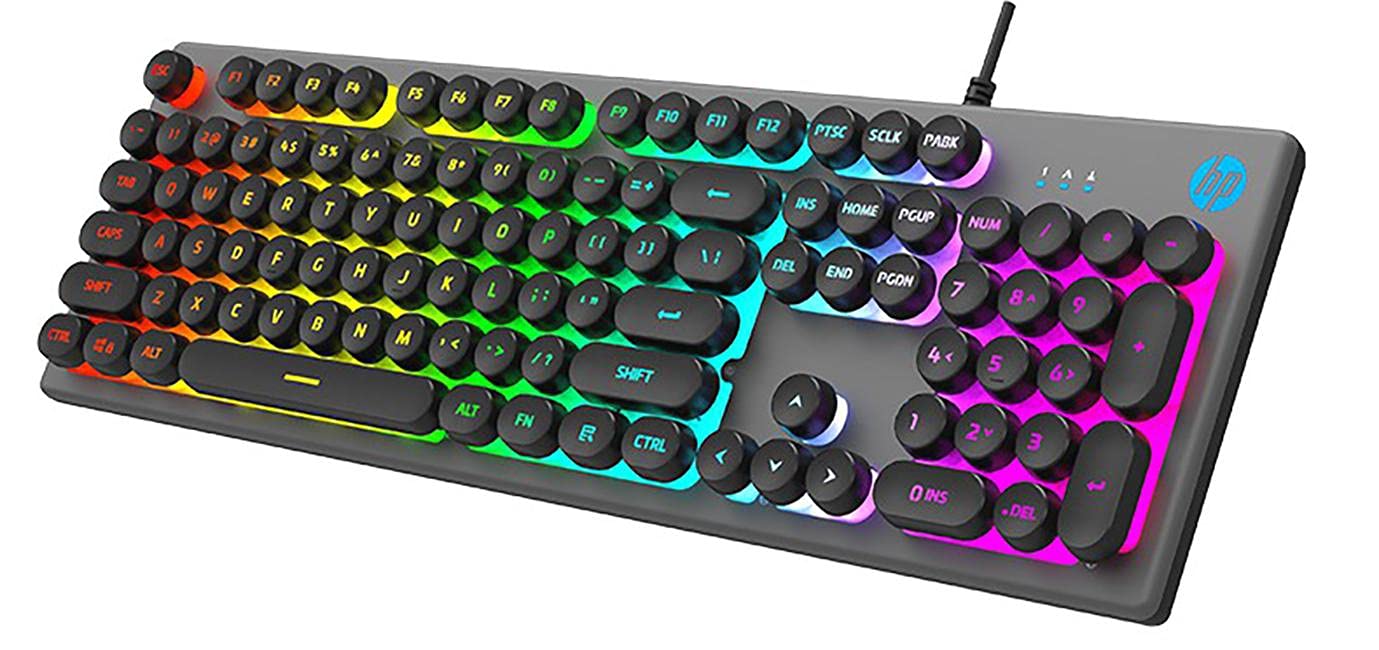 ESC F1 F2 F3 F4 F5 F6 F7 F8 F9 F10 F11 F12 PTSC SCLK PABK
1! 2@ 3# 4$ 5% 6^ 7& 8* 9( 0) -- =+ ← INS HOME PGUP NUM / * -
hp
TAB Q W E R T Y U I O P [{ ]} \¦ DEL END PGDN 7 8^ 9 +
CAPS A S D F G H J K L ;: '" ↵ 4< 5 6>
SHIFT Z X C V B N M ,< .> /? SHIFT ^ 1 2˅ 3 ↵
CTRL ALT ALT FN CTRL < ˅ > 0 INS .DEL